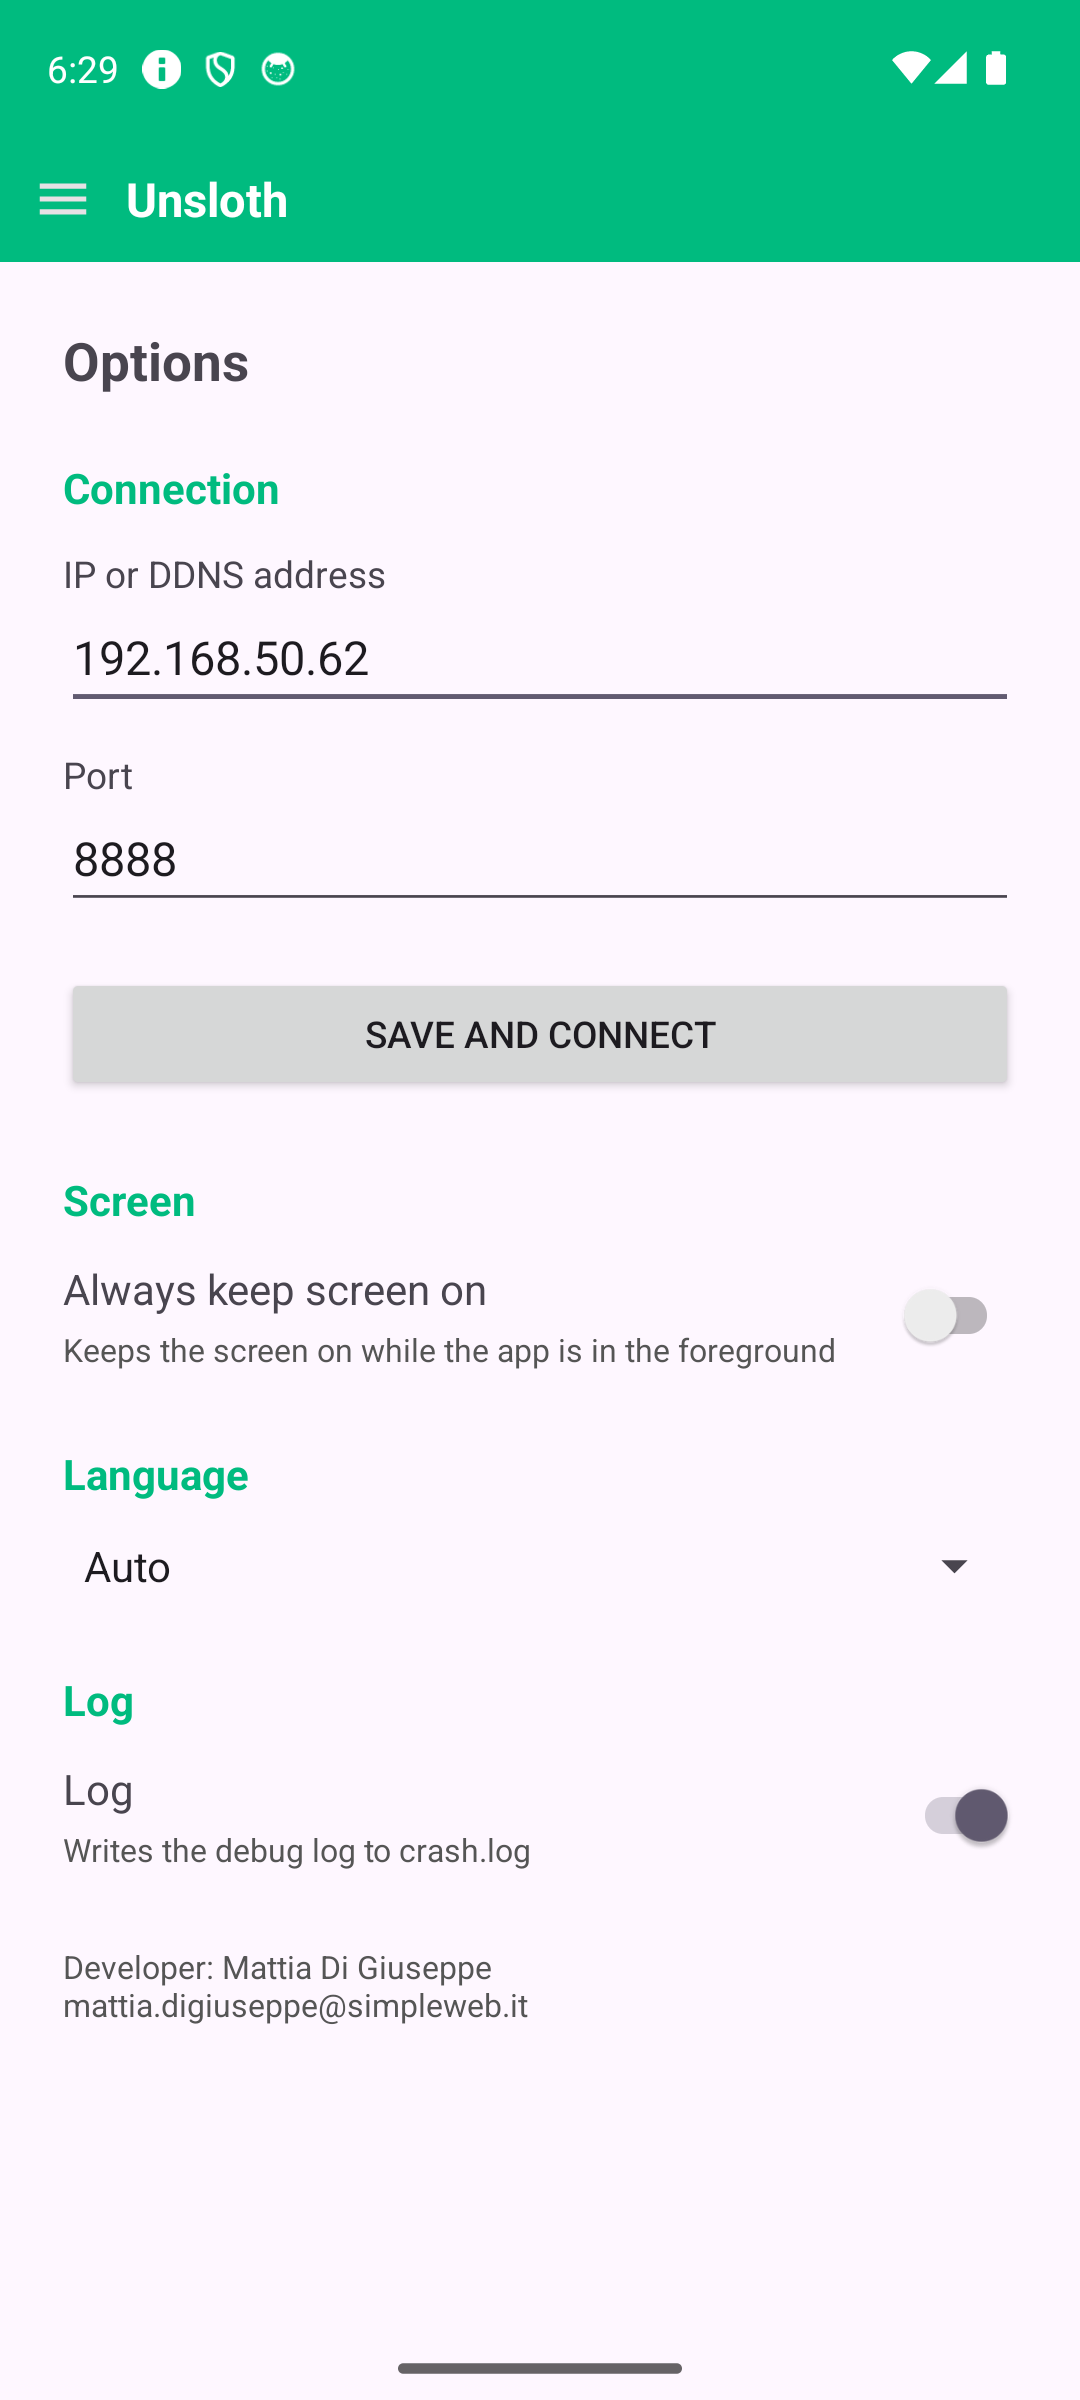 6:29
Unsloth
Options
Connection
IP or DDNS address
192.168.50.62
Port
8888
SAVE AND CONNECT
Screen
Always keep screen on
Keeps the screen on while the app is in the foreground
Language
Auto
Log
Log
Writes the debug log to crash.log
Developer: Mattia Di Giuseppe
mattia.digiuseppe@simpleweb.it